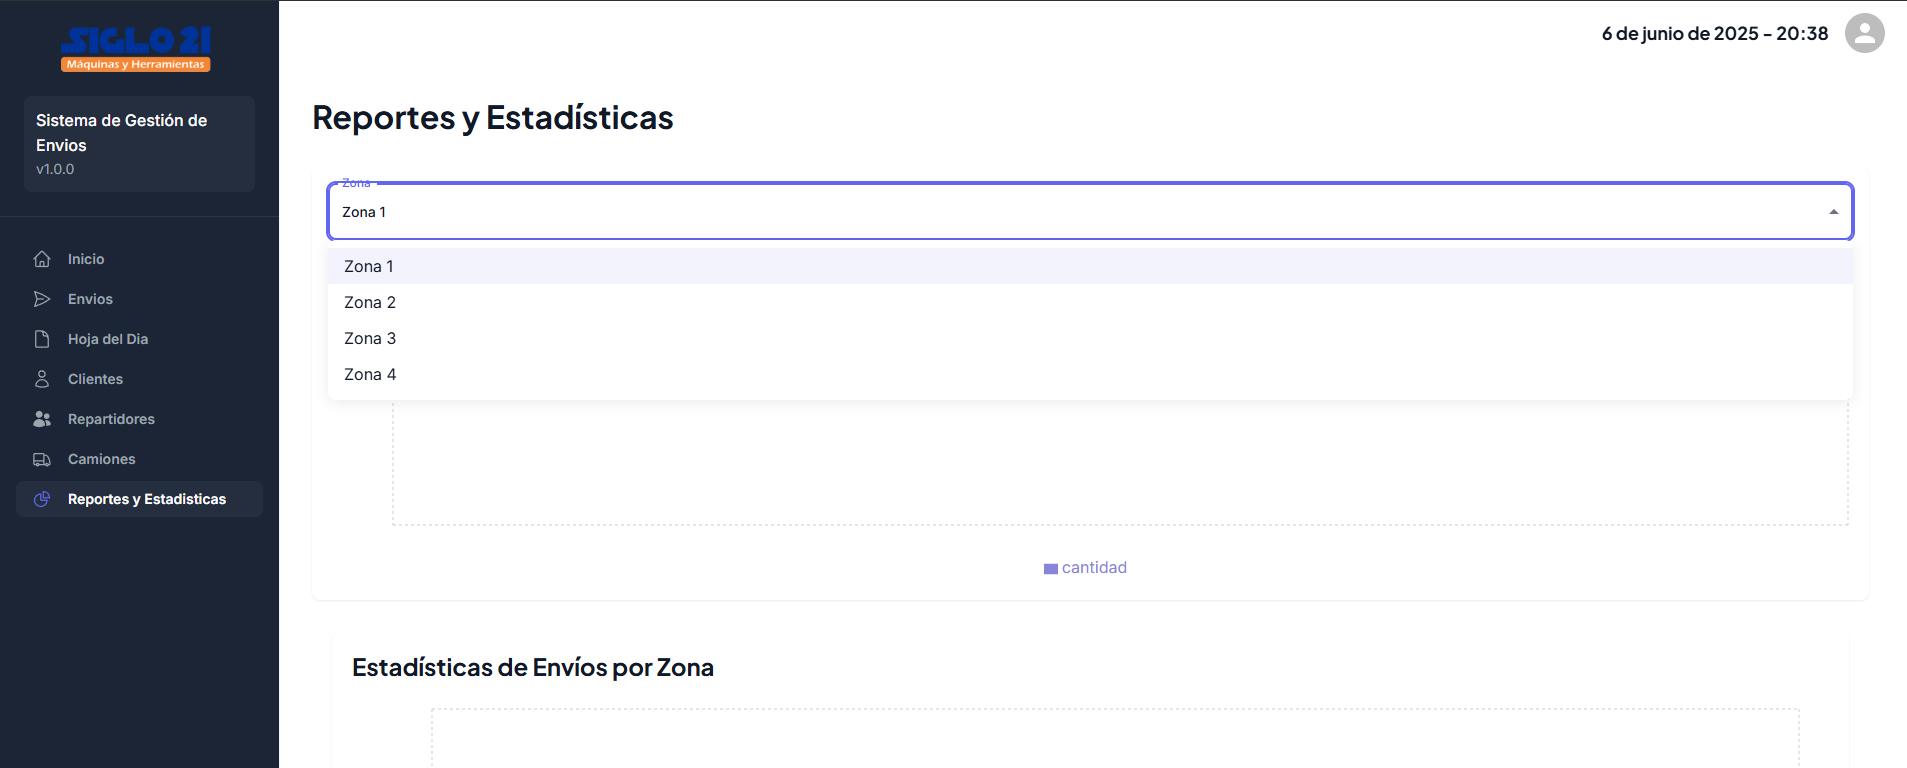 SIGLO 21
Máquinas y Herramientas
Sistema de Gestión de
Envios
v1.0.0
Inicio
Envios
Hoja del Dia
Clientes
Repartidores
Camiones
Reportes y Estadisticas
6 de junio de 2025 - 20:38
Reportes y Estadísticas
Zona
Zona 1
Zona 1
Zona 2
Zona 3
Zona 4
cantidad
Estadísticas de Envíos por Zona